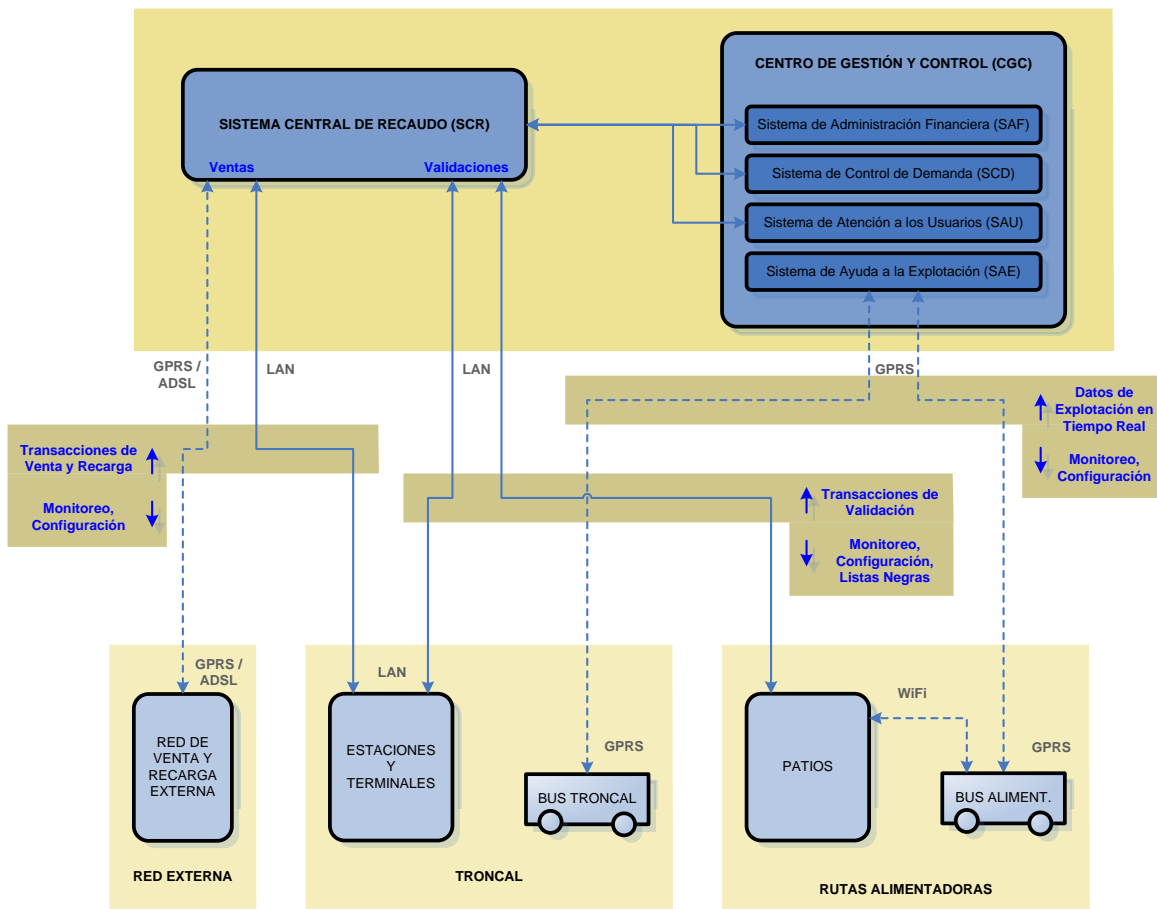 CENTRO DE GESTIÓN Y CONTROL (CGC)
SISTEMA CENTRAL DE RECAUDO (SCR)
Ventas
Validaciones
Sistema de Administración Financiera (SAF)
Sistema de Control de Demanda (SCD)
Sistema de Atención a los Usuarios (SAU)
Sistema de Ayuda a la Explotación (SAE)
GPRS /
ADSL
LAN
LAN
GPRS
Datos de
Explotación en
Tiempo Real
Monitoreo,
Configuración
Transacciones de
Venta y Recarga
Monitoreo,
Configuración
Transacciones de
Validación
Monitoreo,
Configuración,
Listas Negras
GPRS /
ADSL
LAN
GPRS
WiFi
GPRS
RED DE
VENTA Y
RECARGA
EXTERNA
ESTACIONES
Y
TERMINALES
BUS TRONCAL
PATIOS
BUS ALIMENT.
RED EXTERNA
TRONCAL
RUTAS ALIMENTADORAS